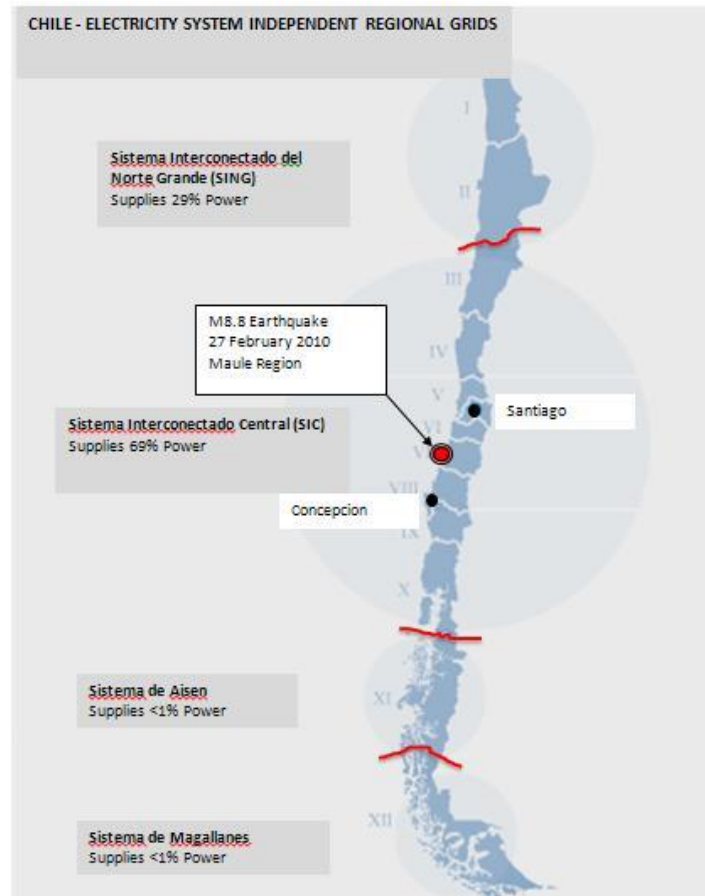 CHILE - ELECTRICITY SYSTEM INDEPENDENT REGIONAL GRIDS
I
Sistema Interconectado del
Norte Grande (SING)
Supplies 29% Power
II
III
M8.8 Earthquake
27 February 2010
Maule Region
IV
V
Santiago
Sistema Interconectado Central (SIC)
Supplies 69% Power
VI
V
VIII
Concepcion
IX
X
Sistema de Aisen
Supplies <1% Power
XI
XII
Sistema de Magallanes
Supplies <1% Power